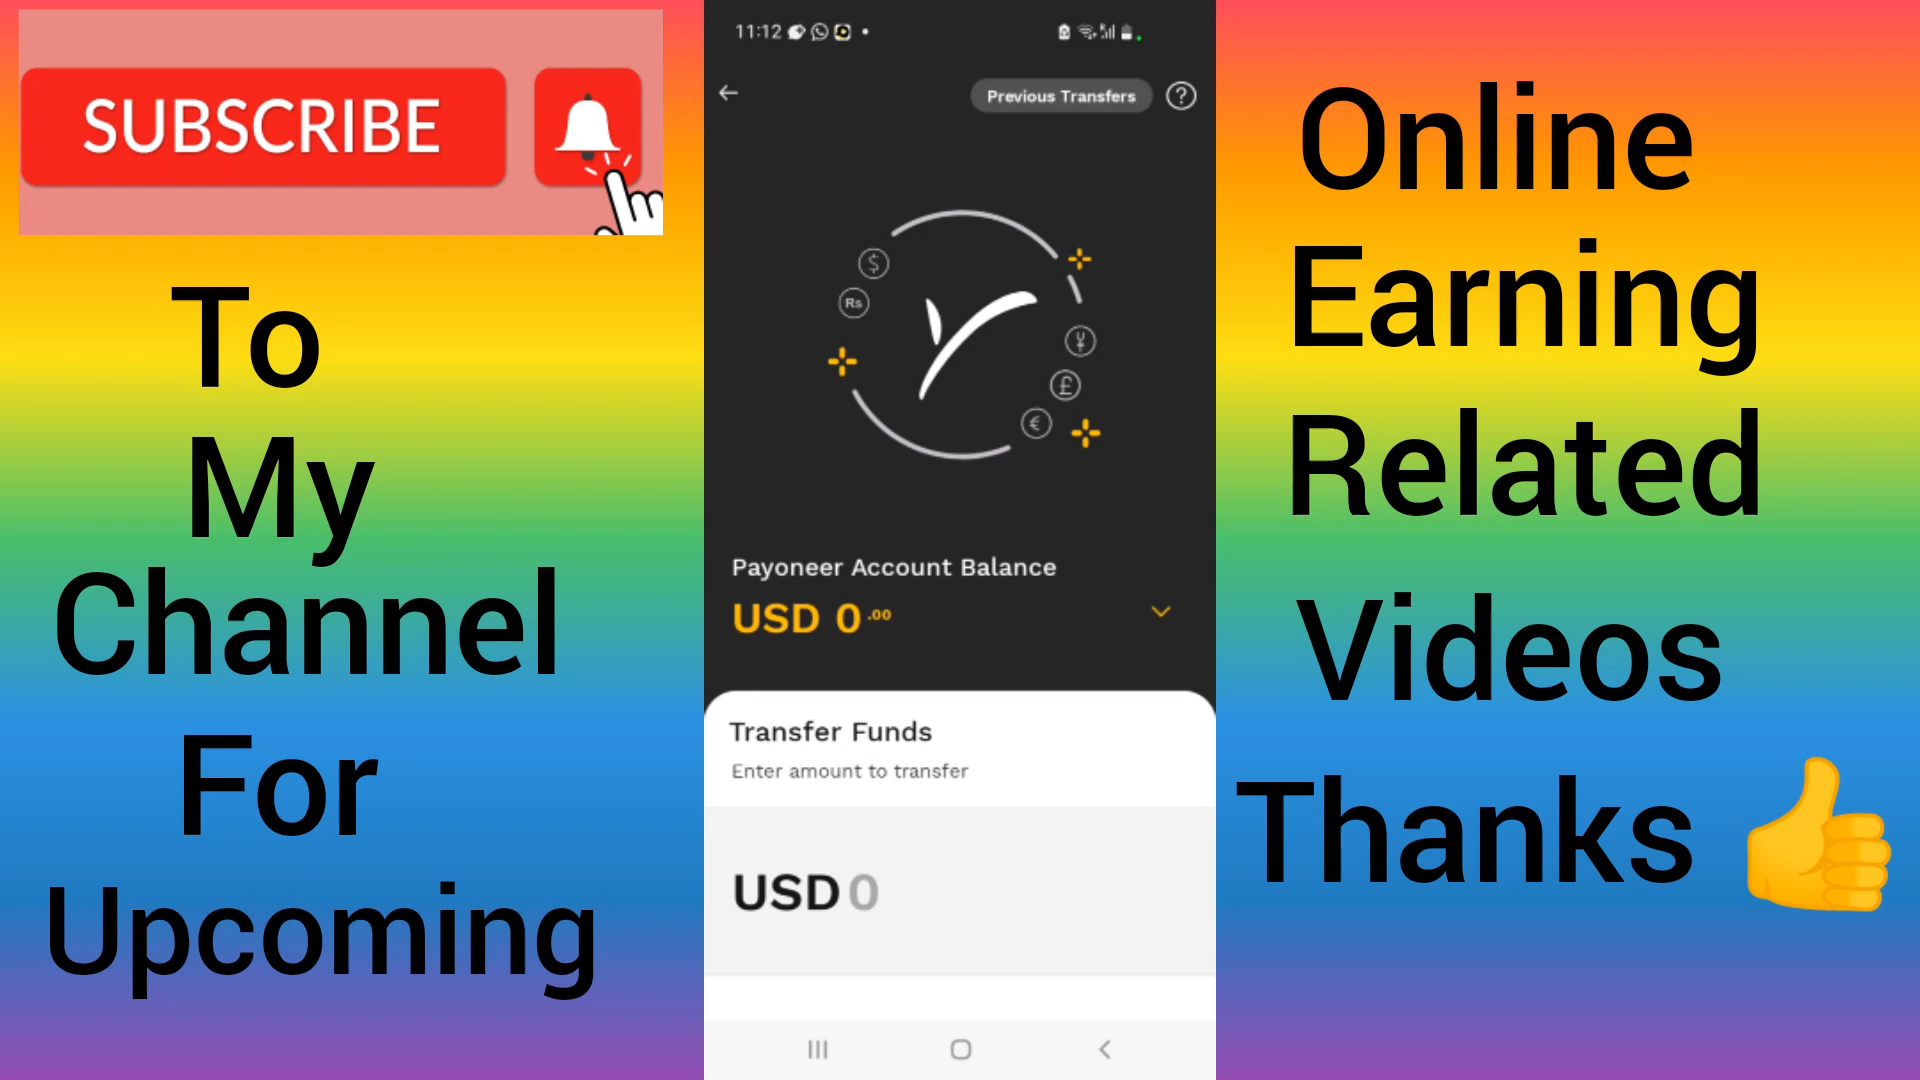 SUBSCRIBE
To
My
Channel
For
Upcoming
11:12
Previous Transfers
?
$
Rs
¥
£
€
Payoneer Account Balance
USD 0.00
Transfer Funds
Enter amount to transfer
USD 0
Online
Earning
Related
Videos
Thanks 👍